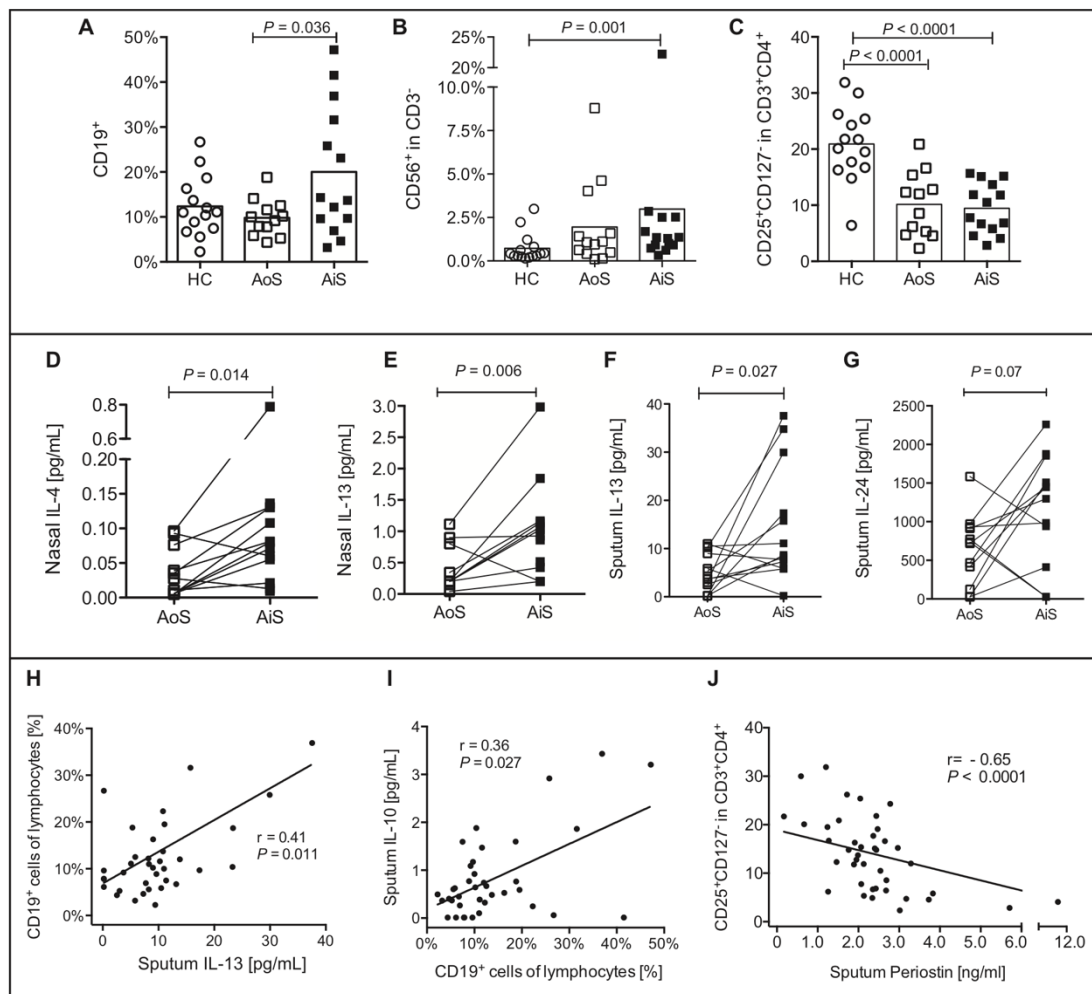 A
P = 0.036
50%
40%
30%
20%
10%
0%
CD19+
HC AoS AiS
B
P = 0.001
25%
20%
10.0%
7.5%
5.0%
2.5%
0.0%
CD56+ in CD3-
HC AoS AiS
C
P < 0.0001
P < 0.0001
40
30
20
10
0
CD25+CD127- in CD3+CD4+
HC AoS AiS
D
P = 0.014
0.8
0.6
0.20
0.15
0.10
0.05
0.00
Nasal IL-4 [pg/mL]
AoS AiS
E
P = 0.006
3.0
2.5
2.0
1.5
1.0
0.5
0.0
Nasal IL-13 [pg/mL]
AoS AiS
F
P = 0.027
40
30
20
10
0
Sputum IL-13 [pg/mL]
AoS AiS
G
P = 0.07
2500
2000
1500
1000
500
0
Sputum IL-24 [pg/mL]
AoS AiS
H
40%
30%
20%
10%
0%
CD19+ cells of lymphocytes [%]
r = 0.41
P = 0.011
0 10 20 30 40
Sputum IL-13 [pg/mL]
I
4
3
2
1
0
Sputum IL-10 [pg/mL]
r = 0.36
P = 0.027
0% 10% 20% 30% 40% 50%
CD19+ cells of lymphocytes [%]
J
40
30
20
10
0
CD25+CD127- in CD3+CD4+
r= - 0.65
P < 0.0001
0.0 1.0 2.0 3.0 4.0 5.0 6.0 12.0
Sputum Periostin [ng/ml]